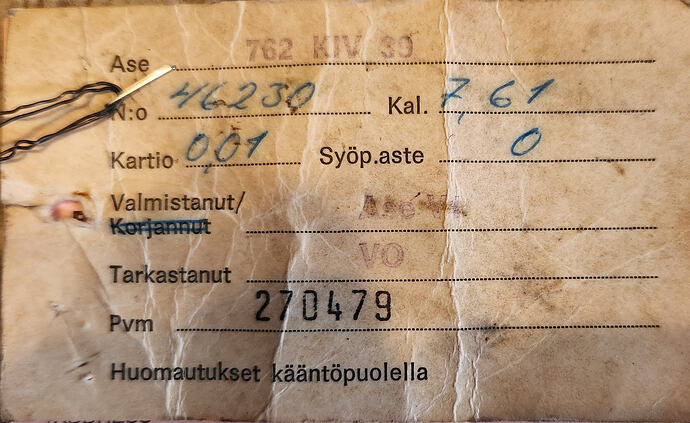 Ase 762 KIV 39
N:o 46230 Kal. 7,61
Kartio 0,01 Syöp.aste 0
Valmistanut/
Korjannut Ase
Tarkastanut VO
Pvm 270479
Huomautukset kääntöpuolella